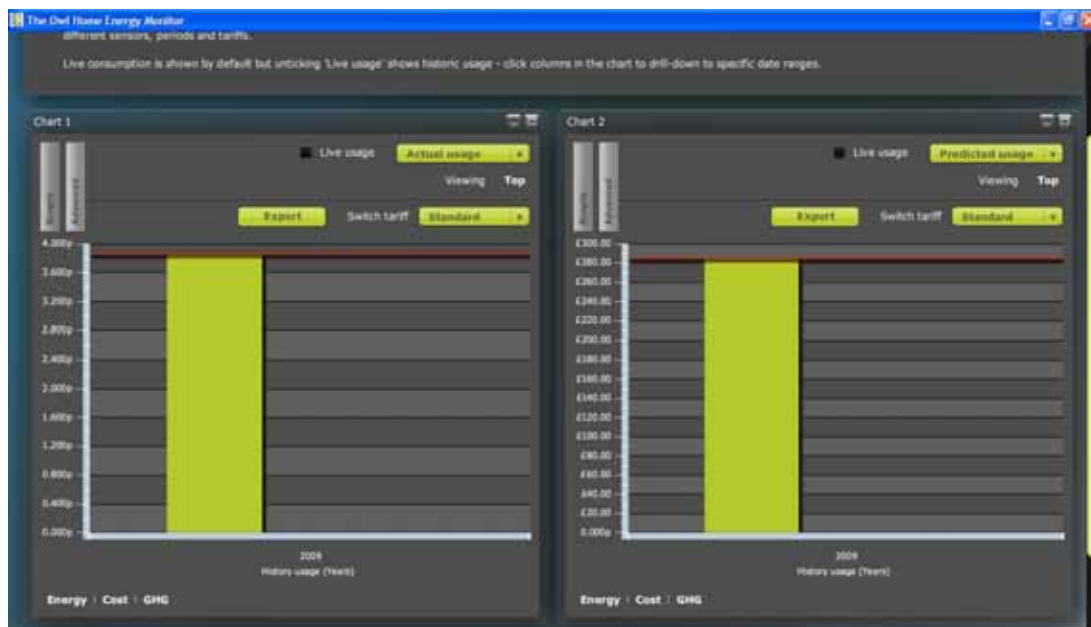 The Owl Home Energy Monitor
different sensors, periods and tariffs.
Live consumption is shown by default but unticking 'Live usage' shows historic usage - click columns in the chart to drill-down to specific date ranges.
Chart 1
Live usage
Actual usage
Viewing Top
Advanced
Export
Switch tariff
Standard
4.000p
3.600p
3.200p
2.800p
2.400p
2.000p
1.600p
1.200p
0.800p
0.400p
0.000p
2009
History usage (Years)
Energy | Cost | GHG
Chart 2
Live usage
Predicted usage
Viewing Top
Advanced
Export
Switch tariff
Standard
£300.00
£280.00
£260.00
£240.00
£220.00
£200.00
£180.00
£160.00
£140.00
£120.00
£100.00
£80.00
£60.00
£40.00
£20.00
0.000p
2009
History usage (Years)
Energy | Cost | GHG